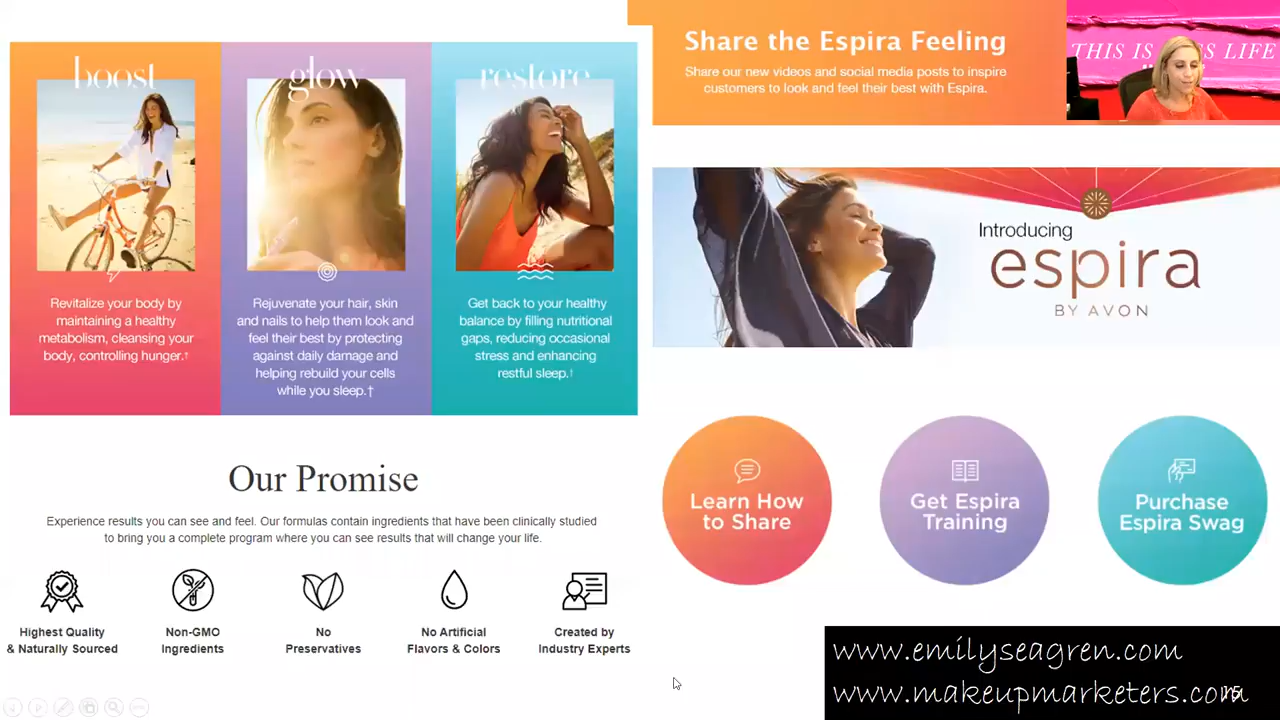 boost
Revitalize your body by
maintaining a healthy
metabolism, cleansing your
body, controlling hunger.†
glow
Rejuvenate your hair, skin
and nails to help them look and
feel their best by protecting
against daily damage and
helping rebuild your cells
while you sleep.†
restore
Get back to your healthy
balance by filling nutritional
gaps, reducing occasional
stress and enhancing
restful sleep.†
Our Promise
Experience results you can see and feel. Our formulas contain ingredients that have been clinically studied
to bring you a complete program where you can see results that will change your life.
Highest Quality
& Naturally Sourced
Non-GMO
Ingredients
No
Preservatives
No Artificial
Flavors & Colors
Created by
Industry Experts
Share the Espira Feeling
Share our new videos and social media posts to inspire
customers to look and feel their best with Espira.
THIS IS S LIFE
Introducing
espira
BY AVON
Learn How
to Share
Get Espira
Training
Purchase
Espira Swag
www.emilyseagren.com
www.makeupmarketers.com
15